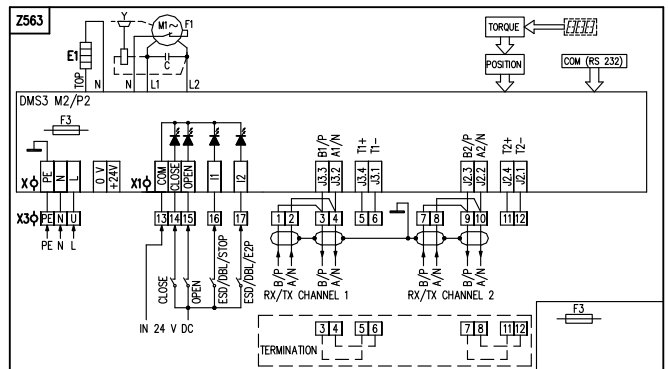 Z563
Y
M1~
F1
E1
C
TOP
N
N
L1
L2
TORQUE
POSITION
COM (RS 232)
DMS3 M2/P2
F3
X
PE
N
L
0 V
+24V
X1
COM
CLOSE
OPEN
I1
I2
J3.3 B1/P
J3.2 A1/N
J3.4 T1+
J3.1 T1-
J2.3 B2/P
J2.2 A2/N
J2.4 T2+
J2.1 T2-
X3
PE N U
13 14 15 16 17
1 2 3 4 5 6
7 8 9 10 11 12
PE N L
CLOSE
OPEN
ESD/DBL/STOP
ESD/DBL/E2P
B/P
A/N
B/P
A/N
B/P
A/N
B/P
A/N
RX/TX CHANNEL 1
RX/TX CHANNEL 2
IN 24 V DC
3 4 5 6
7 8 11 12
TERMINATION
F3